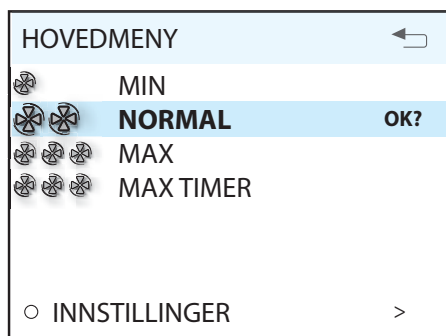 HOVEDMENY
MIN
NORMAL OK?
MAX
MAX TIMER
INNSTILLINGER >